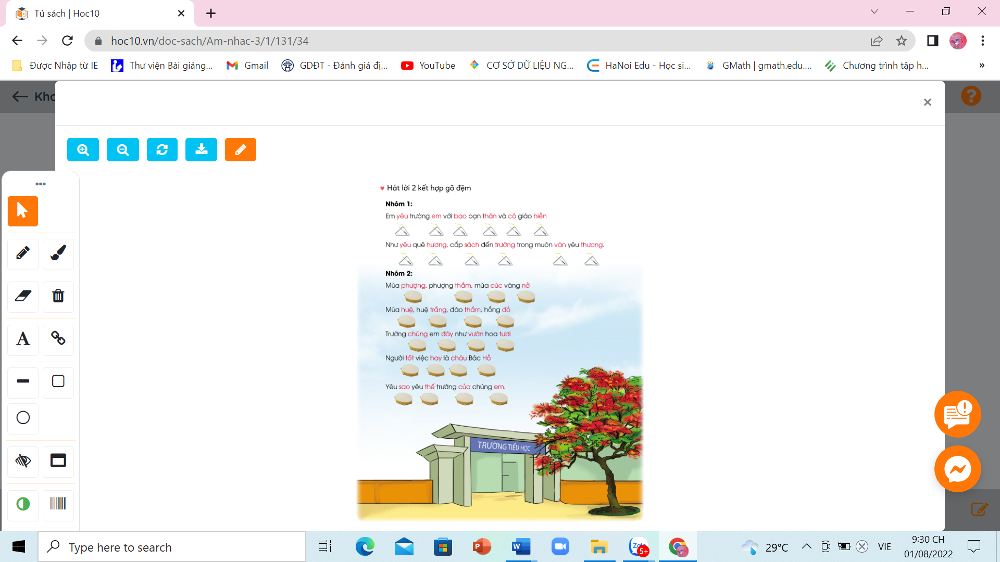 Tủ sách | Hoc10
hoc10.vn/doc-sach/Am-nhac-3/1/131/34
Được Nhập từ IE
Thư viện Bài giảng...
Gmail
GDĐT - Đánh giá đị...
YouTube
CƠ SỞ DỮ LIỆU NG...
HaNoi Edu - Học si...
GMath | gmath.edu....
Chương trình tập h...
»
Kho
♥ Hát lời 2 kết hợp gõ đệm
Nhóm 1:
Em yêu trường em với bao bạn thân và cô giáo hiền
Như yêu quê hương, cắp sách đến trường trong muôn vàn yêu thương.
Nhóm 2:
Mùa phượng, phượng thắm, mùa cúc vàng nở
Mùa huệ, huệ trắng, đào thắm, hồng đỏ
Trường chúng em đây như vườn hoa tươi
Người tốt việc hay là cháu Bác Hồ
Yêu sao yêu thế trường của chúng em.
TRƯỜNG TIỂU HỌC
Type here to search
5+
29°C
VIE
9:30 CH
01/08/2022